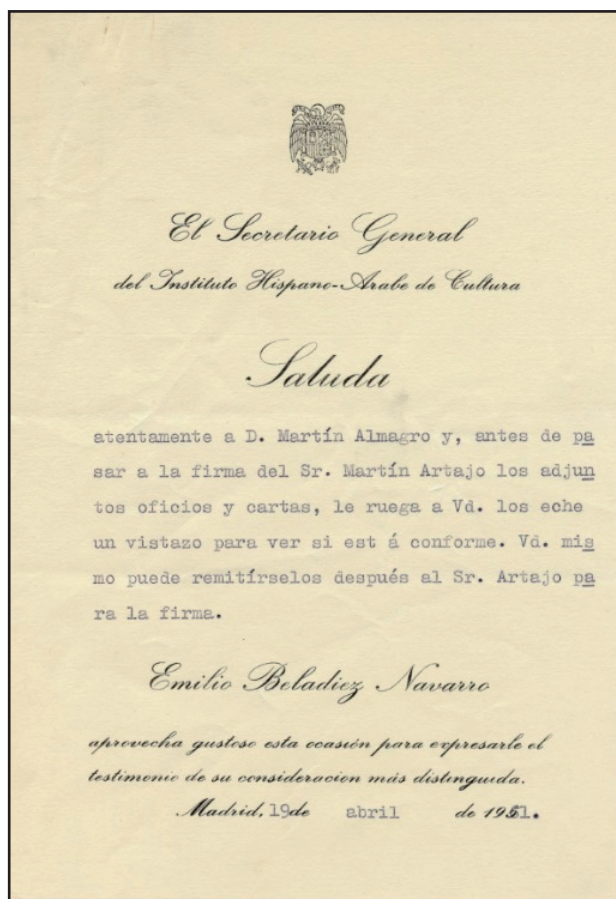 El Secretario General
del Instituto Hispano-Arabe de Cultura
Saluda
atentamente a D. Martín Almagro y, antes de pa
sar a la firma del Sr. Martín Artajo los adjun
tos oficios y cartas, le ruega a Vd. los eche
un vistazo para ver si est á conforme. Vd. mis
mo puede remitírselos después al Sr. Artajo pa
ra la firma.
Emilio Beladiez Navarro
aprovecha gustoso esta ocasión para expresarle el
testimonio de su consideracion más distinguida.
Madrid, 19 de abril de 1961.